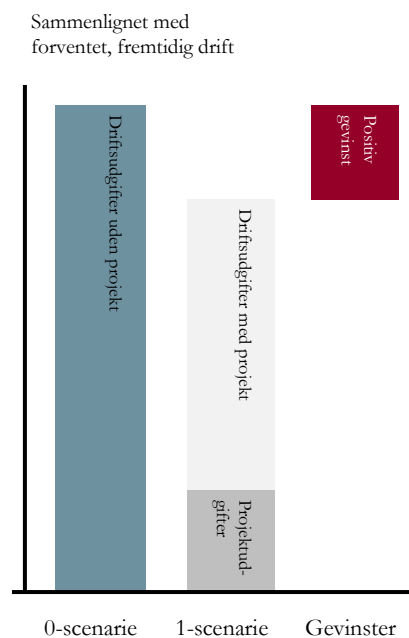 Sammenlignet med
forventet, fremtidig drift
Driftsudgifter uden projekt
Driftsudgifter med projekt
Projektud-
gifter
Positiv
gevinst
0-scenarie
1-scenarie
Gevinster